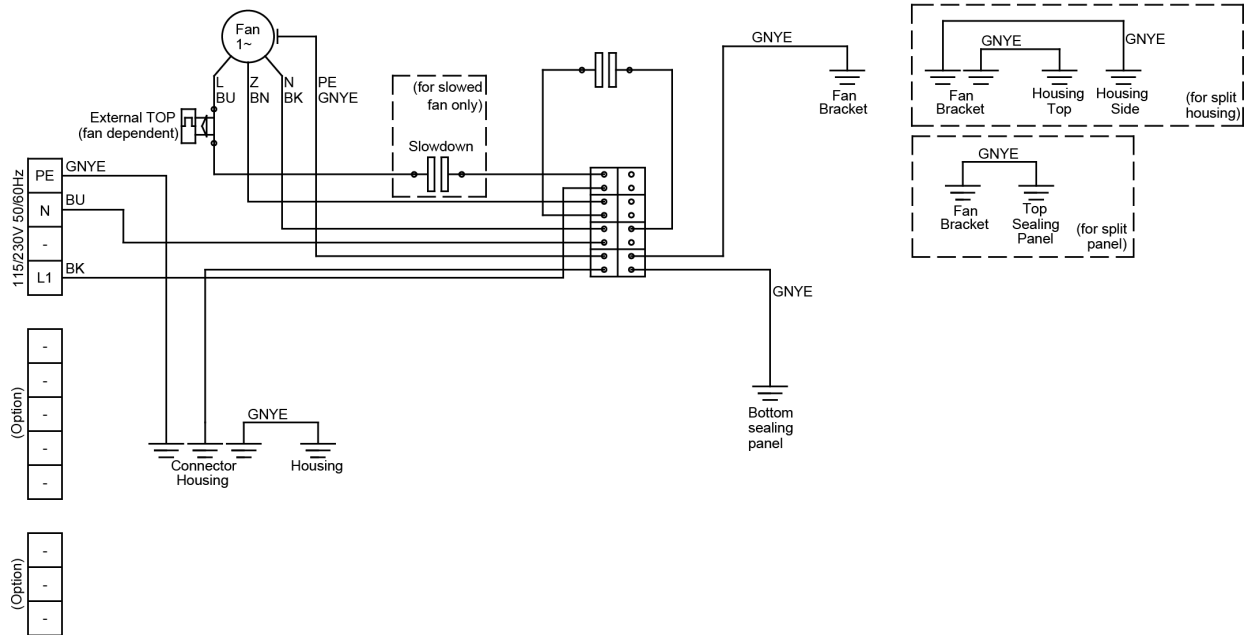 Fan
1~
L
BU
Z
BN
N
BK
PE
GNYE
External TOP
(fan dependent)
(for slowed
fan only)
Slowdown
GNYE
Fan
Bracket
GNYE
GNYE
Fan
Bracket
Housing
Top
Housing
Side
(for split
housing)
GNYE
Fan
Bracket
Top
Sealing
Panel
(for split
panel)
115/230V 50/60Hz
PE
GNYE
N
BU
-
L1
BK
GNYE
Bottom
sealing
panel
GNYE
Connector
Housing
Housing
(Option)
-
-
-
-
-
(Option)
-
-
-